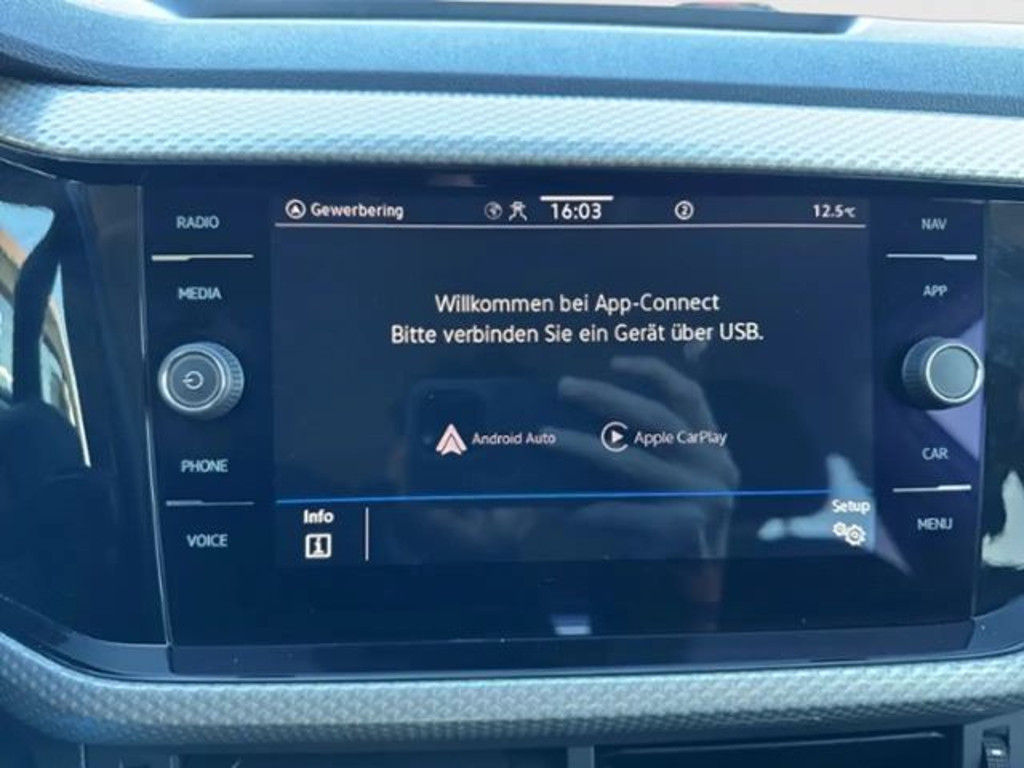 Gewerbering 16:03 2 12.5°C
RADIO
MEDIA
PHONE
VOICE
Willkommen bei App-Connect
Bitte verbinden Sie ein Gerät über USB.
Android Auto Apple CarPlay
Info
Setup
NAV
APP
CAR
MENU